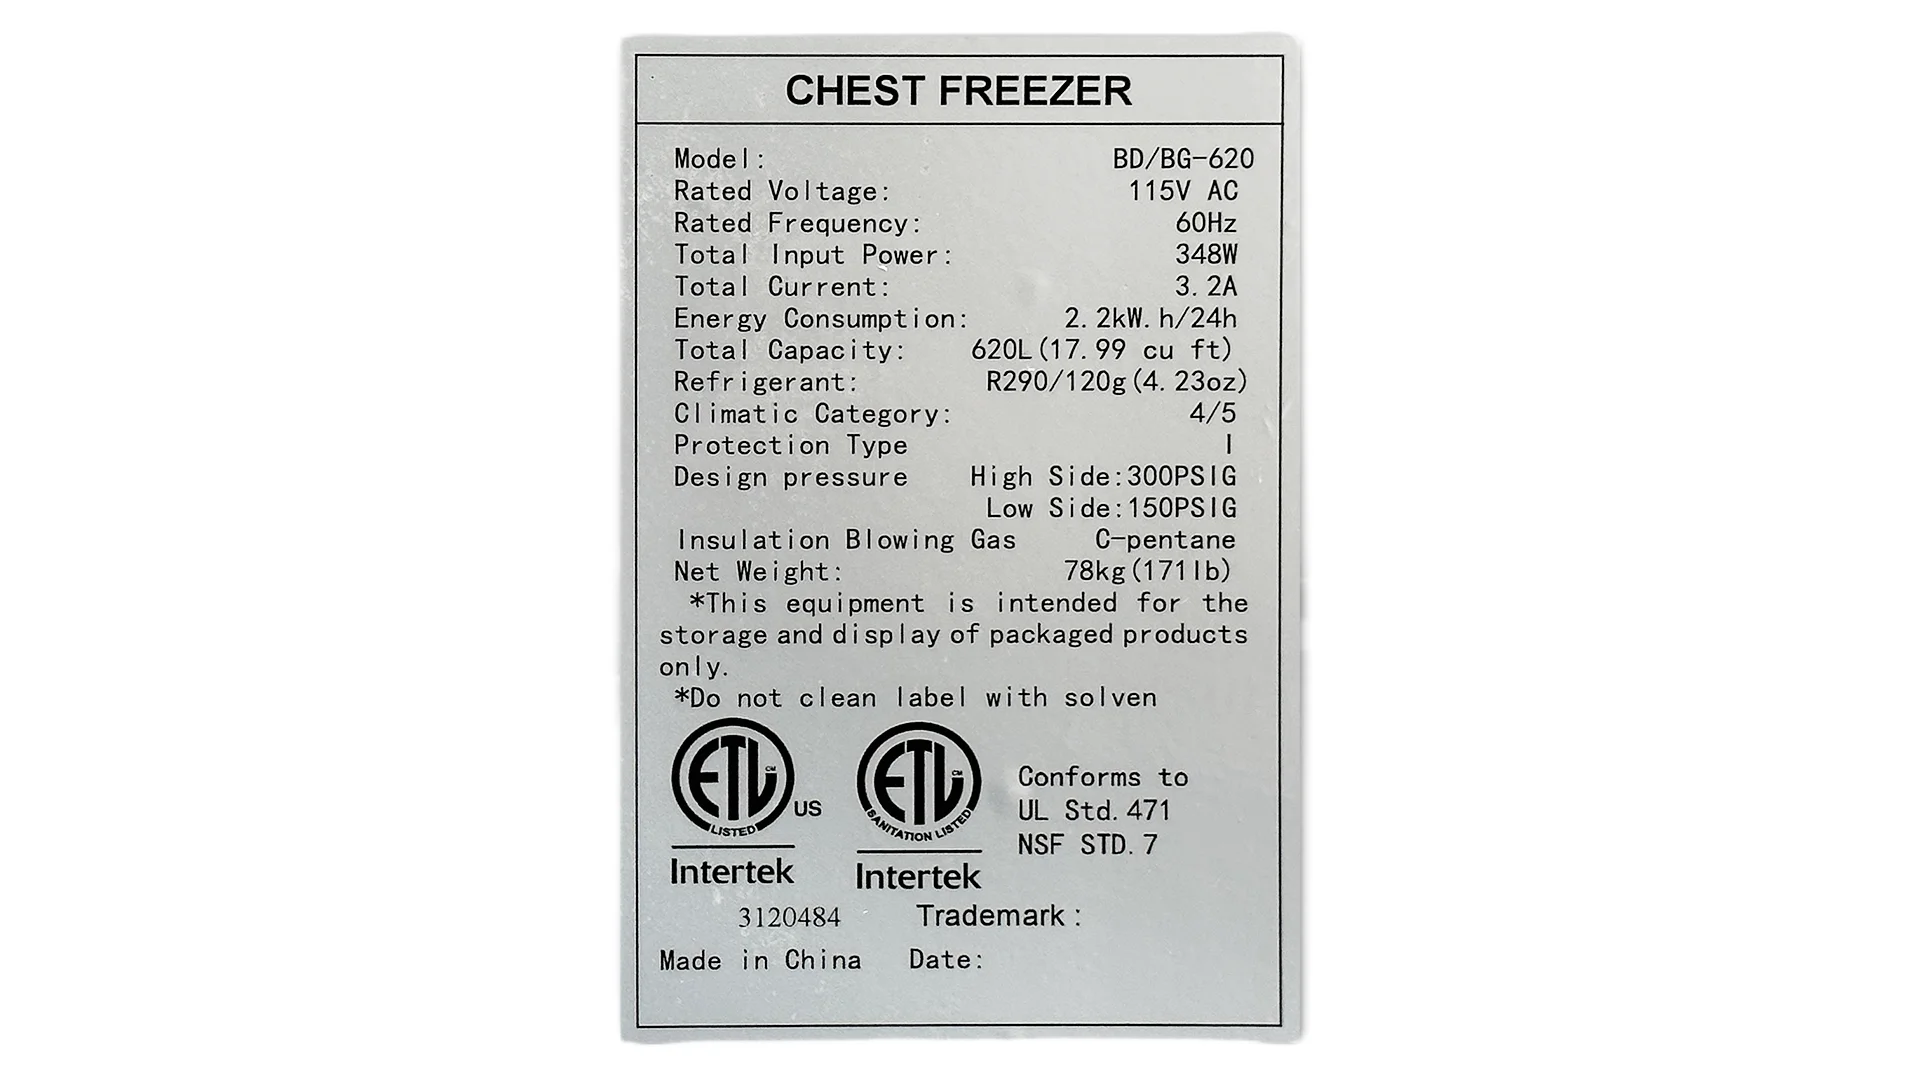 CHEST FREEZER
Model: BD/BG-620
Rated Voltage: 115V AC
Rated Frequency: 60Hz
Total Input Power: 348W
Total Current: 3.2A
Energy Consumption: 2.2kW.h/24h
Total Capacity: 620L(17.99 cu ft)
Refrigerant: R290/120g(4.23oz)
Climatic Category: 4/5
Protection Type I
Design pressure High Side:300PSIG
Low Side:150PSIG
Insulation Blowing Gas C-pentane
Net Weight: 78kg(171lb)
*This equipment is intended for the
storage and display of packaged products
only.
*Do not clean label with solven
ETL CM
LISTED
US
Intertek
ETL CM
SANITATION LISTED
Intertek
Conforms to
UL Std.471
NSF STD.7
3120484 Trademark:
Made in China Date: